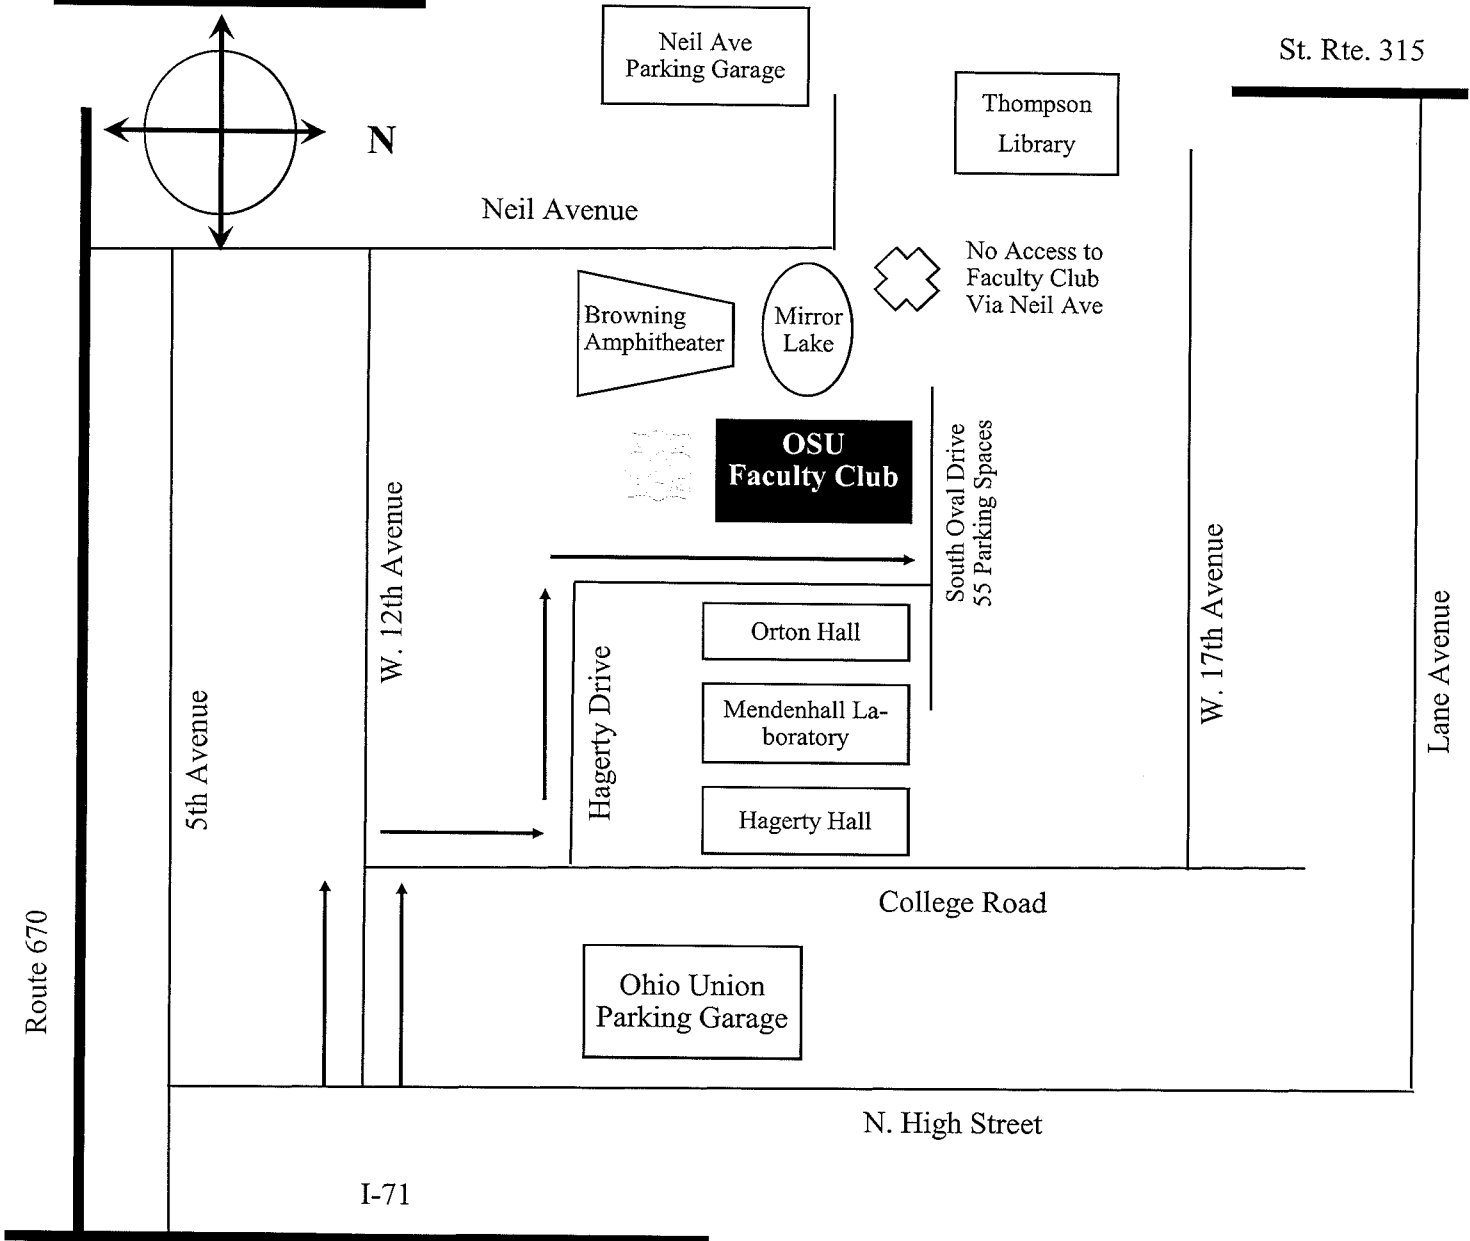 Neil Ave
Parking Garage
St. Rte. 315
Thompson
Library
N
Neil Avenue
No Access to
Faculty Club
Via Neil Ave
Browning
Amphitheater
Mirror
Lake
OSU
Faculty Club
South Oval Drive
55 Parking Spaces
W. 12th Avenue
W. 17th Avenue
Orton Hall
Lane Avenue
Hagerty Drive
Mendenhall La-
boratory
5th Avenue
Hagerty Hall
College Road
Route 670
Ohio Union
Parking Garage
N. High Street
I-71